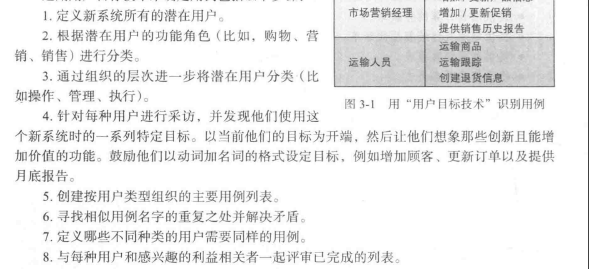 1. 定义新系统所有的潜在用户。
2. 根据潜在用户的功能角色（比如，购物、营
销、销售）进行分类。
3. 通过组织的层次进一步将潜在用户分类（比
如操作、管理、执行）。
4. 针对每种用户进行采访，并发现他们使用这
市场营销经理
增加 / 更新促销
提供销售历史报告
运输人员
运输商品
运输跟踪
创建退货信息
图 3-1 用“用户目标技术”识别用例
个新系统时的一系列特定目标。以当前他们的目标为开端，然后让他们想象那些创新且能增
加价值的功能。鼓励他们以动词加名词的格式设定目标，例如增加顾客、更新订单以及提供
月底报告。
5. 创建按用户类型组织的主要用例列表。
6. 寻找相似用例名字的重复之处并解决矛盾。
7. 定义哪些不同种类的用户需要同样的用例。
8. 与每种用户和感兴趣的利益相关者一起评审已完成的列表。